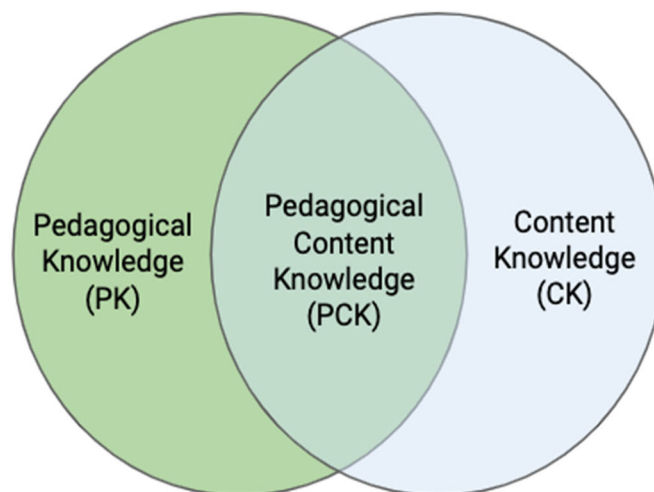 Pedagogical
Knowledge
(PK)
Pedagogical
Content
Knowledge
(PCK)
Content
Knowledge
(CK)